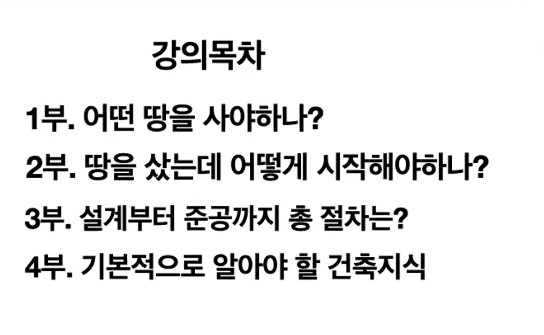 강의목차
1부. 어떤 땅을 사야하나?
2부. 땅을 샀는데 어떻게 시작해야하나?
3부. 설계부터 준공까지 총 절차는?
4부. 기본적으로 알아야 할 건축지식